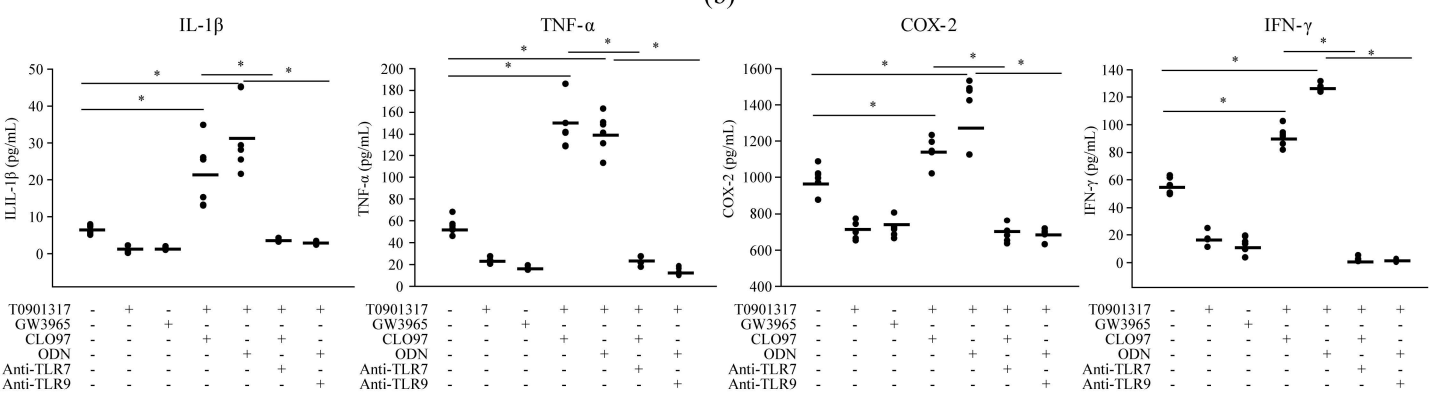 (b)
IL-1β TNF-α COX-2 IFN-γ
* * * *
* * * *
* * * *
* * * *
ILIL-1β (pg/mL)
50
40
30
20
10
0
TNF-α (pg/mL)
200
180
160
140
120
100
80
60
40
20
0
COX-2 (pg/mL)
1600
1400
1200
1000
800
600
400
IFN-γ (pg/mL)
140
120
100
80
60
40
20
0
T0901317 - + - + + + +
GW3965 - - + - - - -
CLO97 - - - + - + -
ODN - - - - + - +
Anti-TLR7 - - - - - + -
Anti-TLR9 - - - - - - +
T0901317 - + - + + + +
GW3965 - - + - - - -
CLO97 - - - + - + -
ODN - - - - + - +
Anti-TLR7 - - - - - + -
Anti-TLR9 - - - - - - +
T0901317 - + - + + + +
GW3965 - - + - - - -
CLO97 - - - + - + -
ODN - - - - + - +
Anti-TLR7 - - - - - + -
Anti-TLR9 - - - - - - +
T0901317 - + - + + + +
GW3965 - - + - - - -
CLO97 - - - + - + -
ODN - - - - + - +
Anti-TLR7 - - - - - + -
Anti-TLR9 - - - - - - +